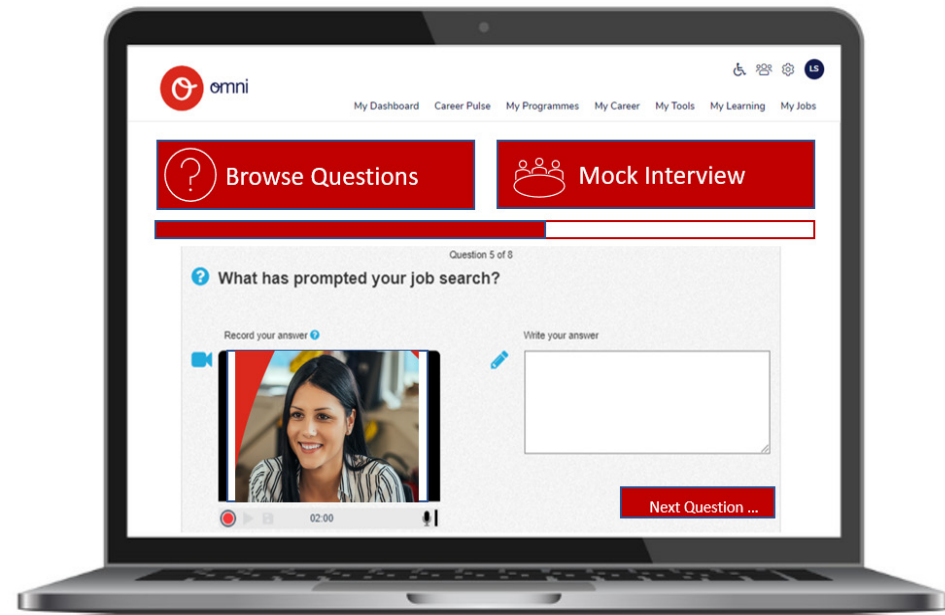 omni
LS
My Dashboard Career Pulse My Programmes My Career My Tools My Learning My Jobs
Browse Questions
Mock Interview
Question 5 of 8
What has prompted your job search?
Record your answer
Write your answer
02:00
Next Question ...